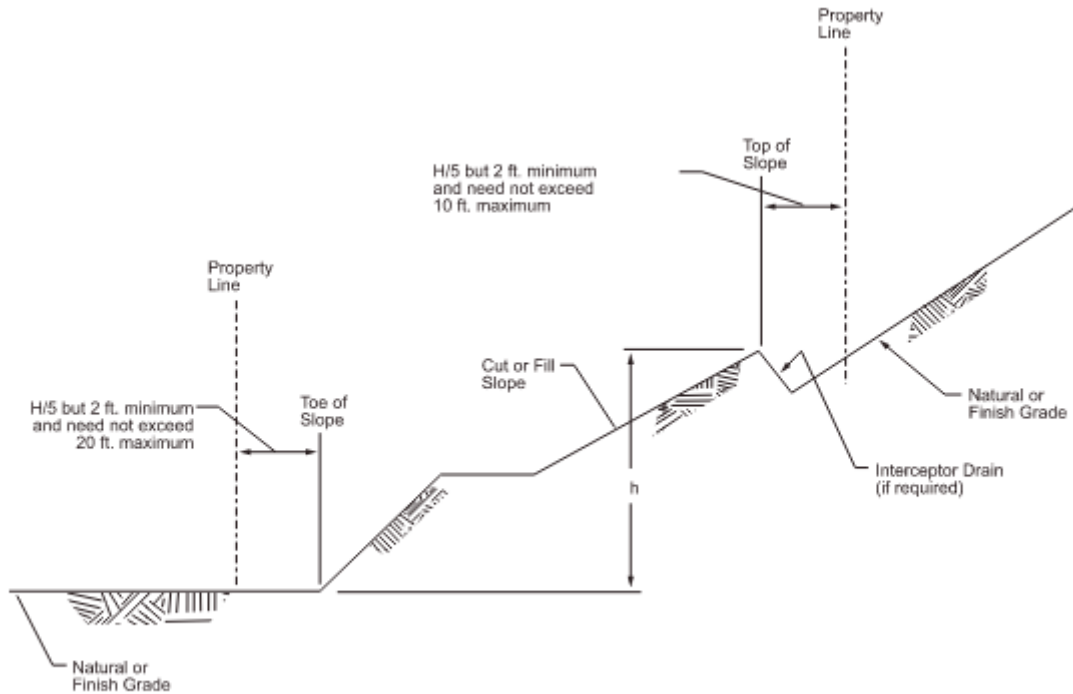 Property
Line
H/5 but 2 ft. minimum
and need not exceed
10 ft. maximum
Top of
Slope
Property
Line
Cut or Fill
Slope
H/5 but 2 ft. minimum
and need not exceed
20 ft. maximum
Toe of
Slope
Natural or
Finish Grade
h
Interceptor Drain
(if required)
Natural or
Finish Grade